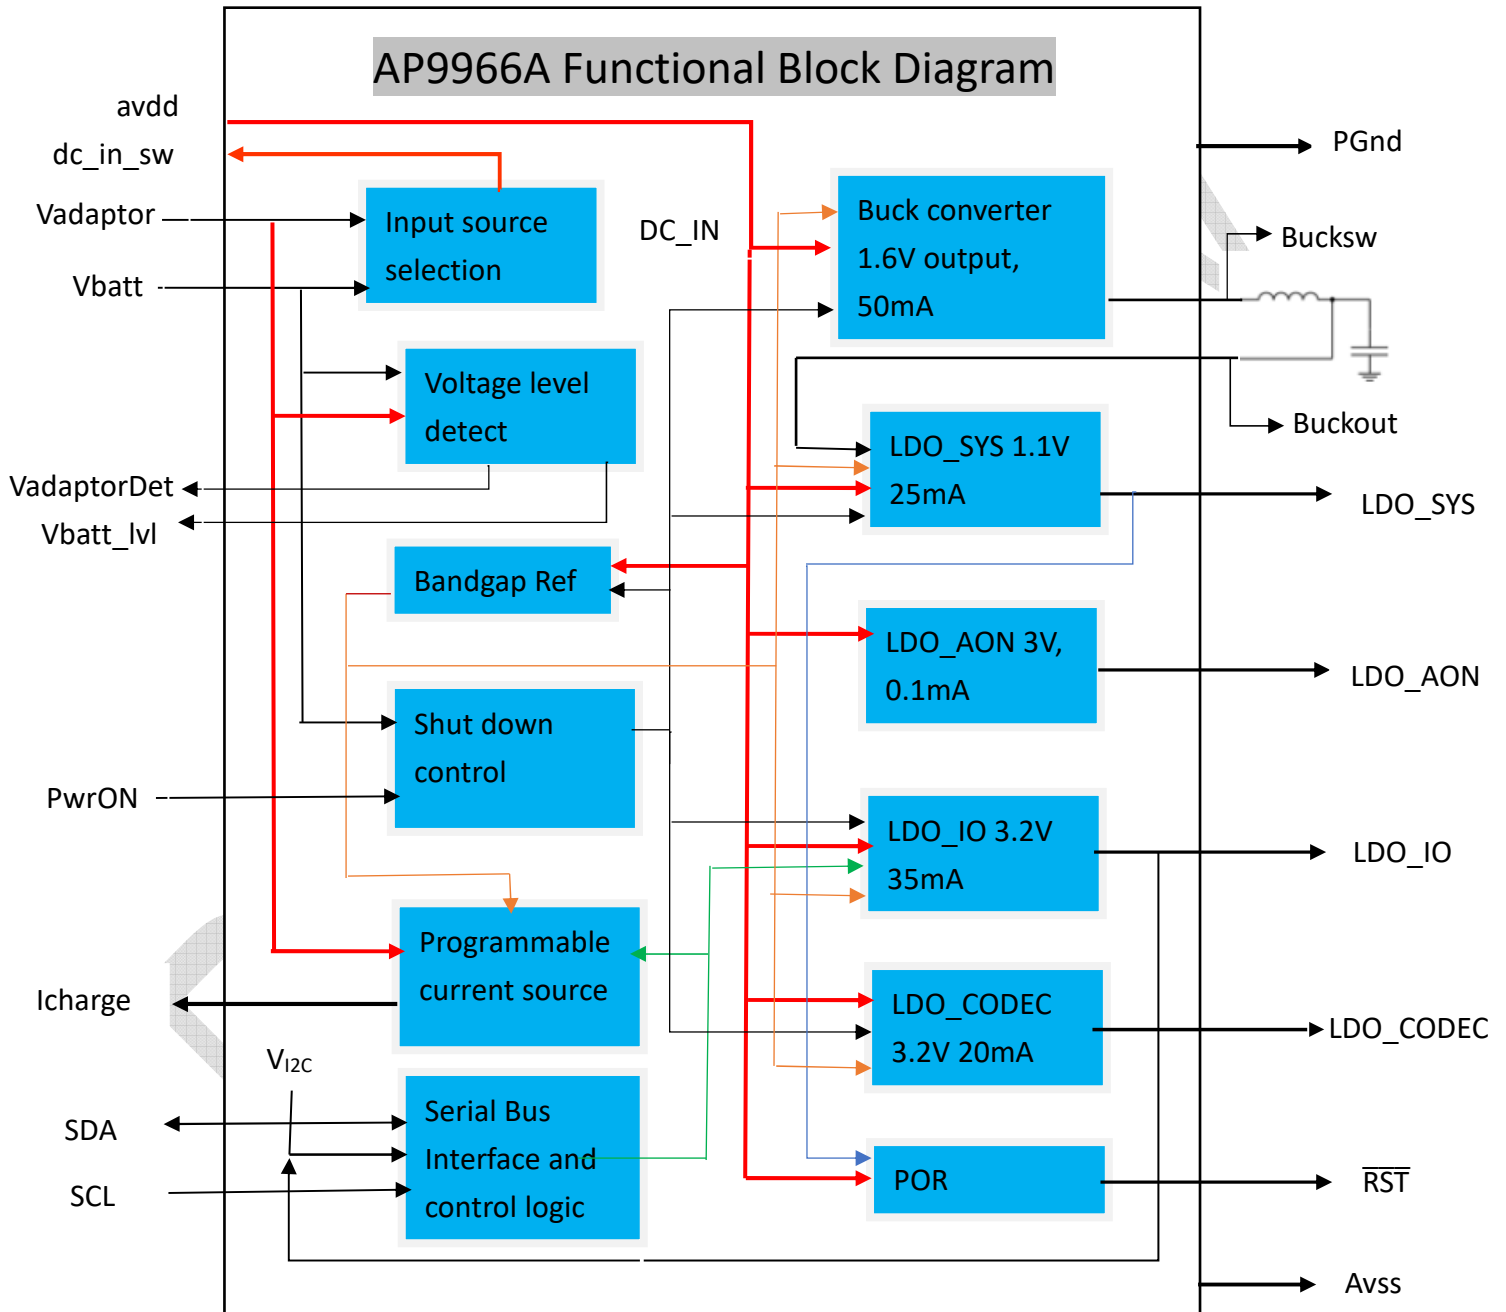 AP9966A Functional Block Diagram
avdd
dc_in_sw
Vadaptor
Vbatt
VadaptorDet
Vbatt_lvl
PwrON
Icharge
SDA
SCL
Input source
selection
Voltage level
detect
Bandgap Ref
Shut down
control
Programmable
current source
V_I2C
Serial Bus
Interface and
control logic
DC_IN
Buck converter
1.6V output,
50mA
LDO_SYS 1.1V
25mA
LDO_AON 3V,
0.1mA
LDO_IO 3.2V
35mA
LDO_CODEC
3.2V 20mA
POR
PGnd
Bucksw
Buckout
LDO_SYS
LDO_AON
LDO_IO
LDO_CODEC
R̅S̅T̅
Avss